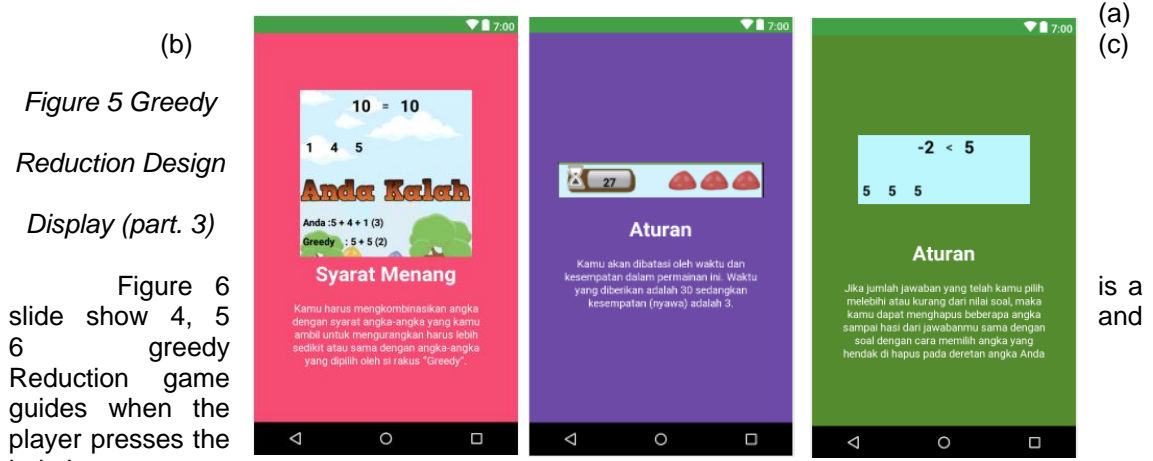 (a)
(b)
(c)
Figure 5 Greedy
Reduction Design
Display (part. 3)
Figure 6 is a
slide show 4, 5 and
6 greedy
Reduction game
guides when the
player presses the
7:00
10 = 10
1 4 5
Anda Kalah
Anda :5 + 4 + 1 (3)
Greedy : 5 + 5 (2)
Syarat Menang
Kamu harus mengkombinasikan angka
dengan syarat angka-angka yang kamu
ambil untuk mengurangkan harus lebih
sedikit atau sama dengan angka-angka
yang dipilih oleh si rakus "Greedy".
7:00
27
Aturan
Kamu akan dibatasi oleh waktu dan
kesempatan dalam permainan ini. Waktu
yang diberikan adalah 30 sedangkan
kesempatan (nyawa) adalah 3.
7:00
-2 < 5
5 5 5
Aturan
Jika jumlah jawaban yang telah kamu pilih
melebihi atau kurang dari nilai soal, maka
kamu dapat menghapus beberapa angka
sampai hasi dari jawabanmu sama dengan
soal dengan cara memilih angka yang
hendak di hapus pada deretan angka Anda